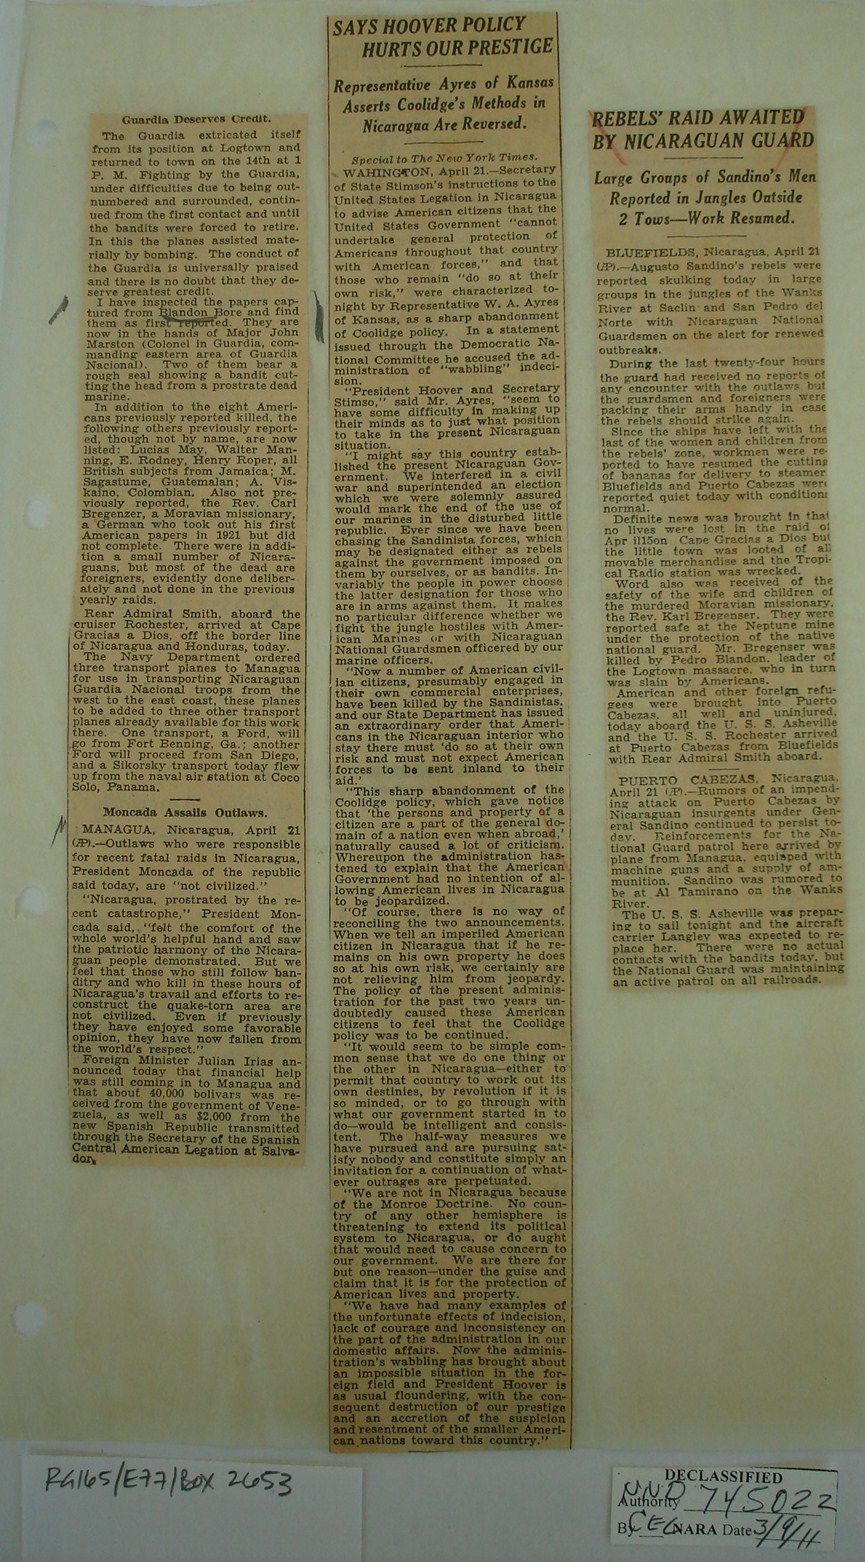 Guardia Deserves Credit.
The Guardia extricated itself
from its position at Logtown and
returned to town on the 14th at 1
P. M. Fighting by the Guardia,
under difficulties due to being out-
numbered and surrounded, contin-
ued from the first contact and until
the bandits were forced to retire.
In this the planes assisted mate-
rially by bombing. The conduct of
the Guardia is universally praised
and there is no doubt that they de-
serve greatest credit.
I have inspected the papers cap-
tured from Blandon Bore and find
them as first reported. They are
now in the hands of Major John
Marston (Colonel in Guardia, com-
manding eastern area of Guardia
Nacional). Two of them bear a
rough seal showing a bandit cut-
ting the head from a prostrate dead
marine.
In addition to the eight Ameri-
cans previously reported killed, the
following others previously report-
ed, though not by name, are now
listed: Lucias May, Walter Man-
ning, E. Rodney, Henry Roper, all
British subjects from Jamaica; M.
Sagastume, Guatemalan; A. Vis-
kaino, Colombian. Also not pre-
viously reported, the Rev. Carl
Bregenzer, a Moravian missionary,
a German who took out his first
American papers in 1921 but did
not complete. There were in addi-
tion a small number of Nicara-
guans, but most of the dead are
foreigners, evidently done deliber-
ately and not done in the previous
yearly raids.
Rear Admiral Smith, aboard the
cruiser Rochester, arrived at Cape
Gracias a Dios, off the border line
of Nicaragua and Honduras, today.
The Navy Department ordered
three transport planes to Managua
for use in transporting Nicaraguan
Guardia Nacional troops from the
west to the east coast, these planes
to be added to three other transport
planes already available for this work
there. One transport, a Ford, will
go from Fort Benning, Ga.; another
Ford will proceed from San Diego,
and a Sikorsky transport today flew
up from the naval air station at Coco
Solo, Panama.
Moncada Assails Outlaws.
MANAGUA, Nicaragua, April 21
(AP).—Outlaws who were responsible
for recent fatal raids in Nicaragua,
President Moncada of the republic
said today, are "not civilized."
"Nicaragua, prostrated by the re-
cent catastrophe," President Mon-
cada said, "felt the comfort of the
whole world's helpful hand and saw
the patriotic harmony of the Nicara-
guan people demonstrated. But we
feel that those who still follow ban-
ditry and who kill in these hours of
Nicaragua's travail and efforts to re-
construct the quake-torn area are
not civilized. Even if previously
they have enjoyed some favorable
opinion, they have now fallen from
the world's respect."
Foreign Minister Julian Irias an-
nounced today that financial help
was still coming in to Managua and
that about 40,000 bolivars was re-
ceived from the government of Vene-
zuela, as well as $2,000 from the
new Spanish Republic transmitted
through the Secretary of the Spanish
Central American Legation at Salva-
dor.
SAYS HOOVER POLICY
HURTS OUR PRESTIGE
Representative Ayres of Kansas
Asserts Coolidge's Methods in
Nicaragua Are Reversed.
Special to The New York Times.
WAHINGTON, April 21.—Secretary
of State Stimson's instructions to the
United States Legation in Nicaragua
to advise American citizens that the
United States Government "cannot
undertake general protection of
Americans throughout that country
with American forces," and that
those who remain "do so at their
own risk," were characterized to-
night by Representative W. A. Ayres
of Kansas, as a sharp abandonment
of Coolidge policy. In a statement
issued through the Democratic Na-
tional Committee he accused the ad-
ministration of "wabbling" indeci-
sion.
"President Hoover and Secretary
Stimso," said Mr. Ayres, "seem to
have some difficulty in making up
their minds as to just what position
to take in the present Nicaraguan
situation.
"I might say this country estab-
lished the present Nicaraguan Gov-
ernment. We interfered in a civil
war and superintended an election
which we were solemnly assured
would mark the end of the use of
our marines in the disturbed little
republic. Ever since we have been
chasing the Sandinista forces, which
may be designated either as rebels
against the government imposed on
them by ourselves, or as bandits. In-
variably the people in power choose
the latter designation for those who
are in arms against them. It makes
no particular difference whether we
fight the jungle hostiles with Amer-
ican Marines or with Nicaraguan
National Guardsmen officered by our
marine officers.
"Now a number of American civil-
ian citizens, presumably engaged in
their own commercial enterprises,
have been killed by the Sandinistas,
and our State Department has issued
an extraordinary order that Ameri-
cans in the Nicaraguan interior who
stay there must 'do so at their own
risk and must not expect American
forces to be sent inland to their
aid.'
"This sharp abandonment of the
Coolidge policy, which gave notice
that 'the persons and property of a
citizen are a part of the general do-
main of a nation even when abroad,'
naturally caused a lot of criticism.
Whereupon the administration has-
tened to explain that the American
Government had no intention of al-
lowing American lives in Nicaragua
to be jeopardized.
"Of course, there is no way of
reconciling the two announcements.
When we tell an imperiled American
citizen in Nicaragua that if he re-
mains on his own property he does
so at his own risk, we certainly are
not relieving him from jeopardy.
The policy of the present adminis-
tration for the past two years un-
doubtedly caused these American
citizens to feel that the Coolidge
policy was to be continued.
"It would seem to be simple com-
mon sense that we do one thing or
the other in Nicaragua—either to
permit that country to work out its
own destinies, by revolution if it is
so minded, or to go through with
what our government started in to
do—would be intelligent and consis-
tent. The half-way measures we
have pursued and are pursuing sat-
isfy nobody and constitute simply an
invitation for a continuation of what-
ever outrages are perpetuated.
"We are not in Nicaragua because
of the Monroe Doctrine. No coun-
try of any other hemisphere is
threatening to extend its political
system to Nicaragua, or do aught
that would need to cause concern to
our government. We are there for
but one reason—under the guise and
claim that it is for the protection of
American lives and property.
"We have had many examples of
the unfortunate effects of indecision,
lack of courage and inconsistency on
the part of the administration in our
domestic affairs. Now the adminis-
tration's wabbling has brought about
an impossible situation in the for-
eign field and President Hoover is
as usual floundering, with the con-
sequent destruction of our prestige
and an accretion of the suspicion
and resentment of the smaller Ameri-
can nations toward this country."
REBELS' RAID AWAITED
BY NICARAGUAN GUARD
Large Groups of Sandino's Men
Reported in Jungles Outside
2 Tows—Work Resumed.
BLUEFIELDS, Nicaragua, April 21
(AP).—Augusto Sandino's rebels were
reported skulking today in large
groups in the jungles of the Wanks
River at Saclin and San Pedro del
Norte with Nicaraguan National
Guardsmen on the alert for renewed
outbreaks.
During the last twenty-four hours
the guard had received no reports of
any encounter with the outlaws but
the guardsmen and foreigners were
packing their arms handy in case
the rebels should strike again.
Since the ships have left with the
last of the women and children from
the rebels' zone, workmen were re-
ported to have resumed the cutting
of bananas for delivery to steamer
Bluefields and Puerto Cabezas were
reported quiet today with conditions
normal.
Definite news was brought in that
no lives were lost in the raid of
Apr il15on Cape Gracias a Dios but
the little town was looted of all
movable merchandise and the Tropi-
cal Radio station was wrecked.
Word also was received of the
safety of the wife and children of
the murdered Moravian missionary,
the Rev. Karl Bregenser. They were
reported safe at the Neptune mine
under the protection of the native
national guard. Mr. Bregenser was
killed by Pedro Blandon, leader of
the Logtown massacre, who in turn
was slain by Americans.
American and other foreign refu-
gees were brought into Puerto
Cabezas, all well and uninjured,
today aboard the U. S. S. Asheville
and the U. S. S. Rochester arrived
at Puerto Cabezas from Bluefields
with Rear Admiral Smith aboard.
PUERTO CABEZAS, Nicaragua,
April 21 (AP).—Rumors of an impend-
ing attack on Puerto Cabezas by
Nicaraguan insurgents under Gen-
eral Sandino continued to persist to-
day. Reinforcements for the Na-
tional Guard patrol here arrived by
plane from Managua, equipped with
machine guns and a supply of am-
munition. Sandino was rumored to
be at Al Tamirano on the Wanks
River.
The U. S. S. Asheville was prepar-
ing to sail tonight and the aircraft
carrier Langley was expected to re-
place her. There were no actual
contacts with the bandits today, but
the National Guard was maintaining
an active patrol on all railroads.
RG165/E77/Box 2653
DECLASSIFIED
Authority NND 745022
By CEG NARA Date 3/9/11